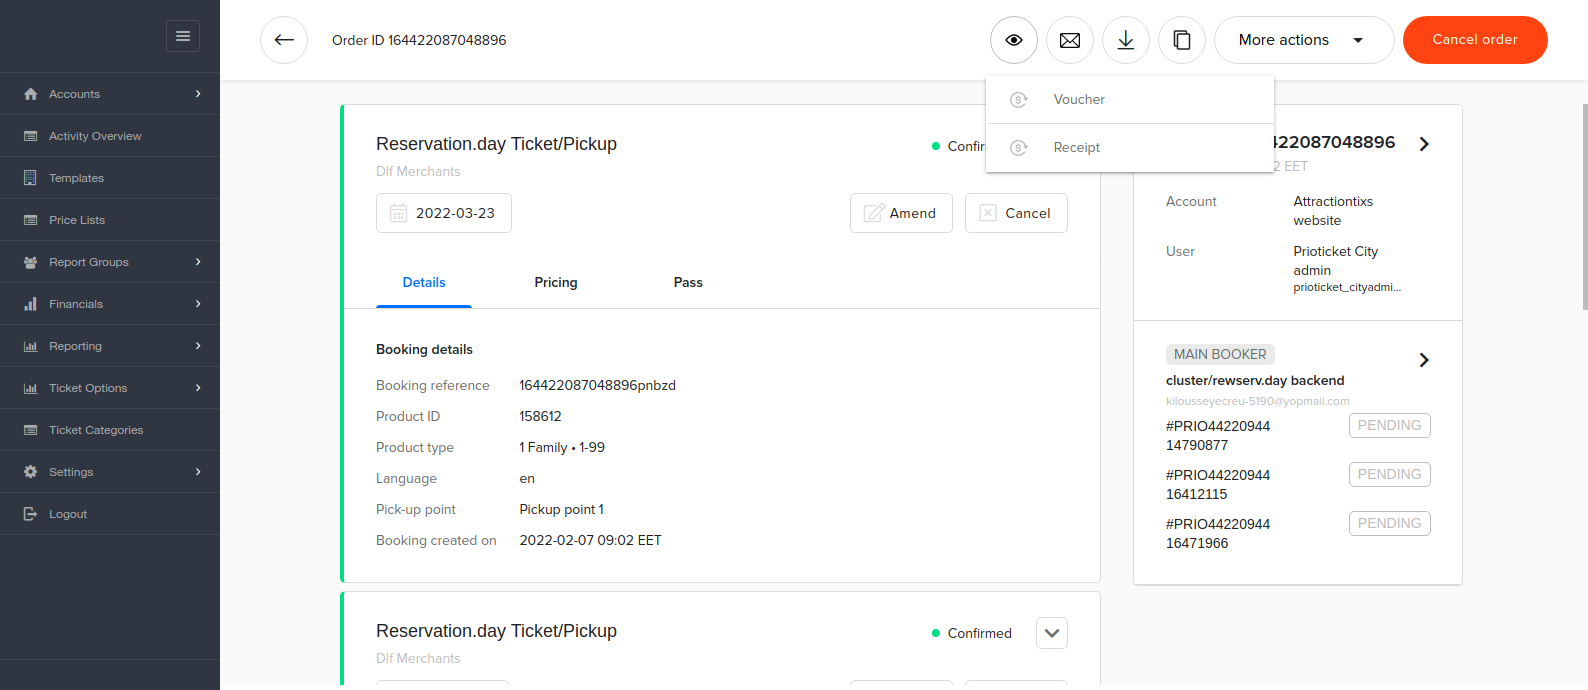 Accounts
Activity Overview
Templates
Price Lists
Report Groups
Financials
Reporting
Ticket Options
Ticket Categories
Settings
Logout
Order ID 164422087048896
More actions
Cancel order
Voucher
Receipt
Reservation.day Ticket/Pickup
Dlf Merchants
2022-03-23
Amend
Cancel
Details
Pricing
Pass
Booking details
Booking reference 164422087048896pnbzd
Product ID 158612
Product type 1 Family • 1-99
Language en
Pick-up point Pickup point 1
Booking created on 2022-02-07 09:02 EET
Reservation.day Ticket/Pickup
Confirmed
Dlf Merchants
422087048896
2 EET
Account Attractiontixs
website
User Prioticket City
admin
prioticket_cityadmi...
MAIN BOOKER
cluster/rewserv.day backend
kilousseyecreu-5190@yopmail.com
#PRIO44220944
14790877
PENDING
#PRIO44220944
16412115
PENDING
#PRIO44220944
16471966
PENDING